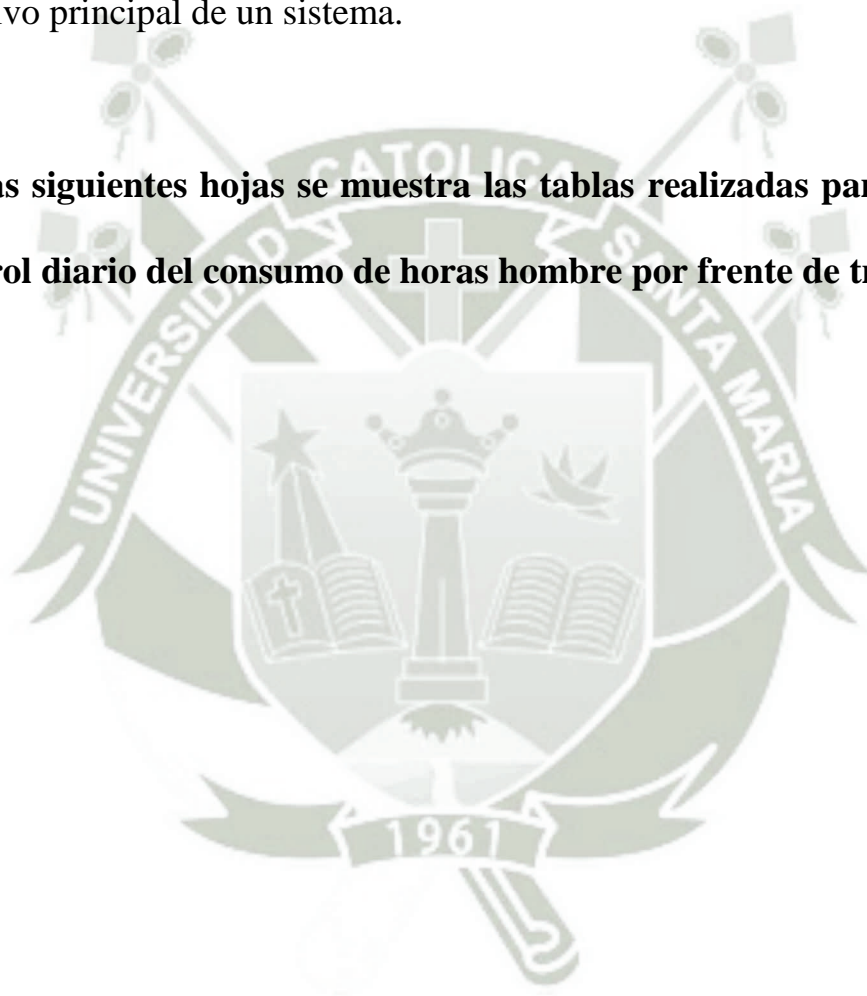 ivo principal de un sistema.
as siguientes hojas se muestra las tablas realizadas par
rol diario del consumo de horas hombre por frente de tr
UNIVERSIDAD CATOLICA SANTA MARIA
1961